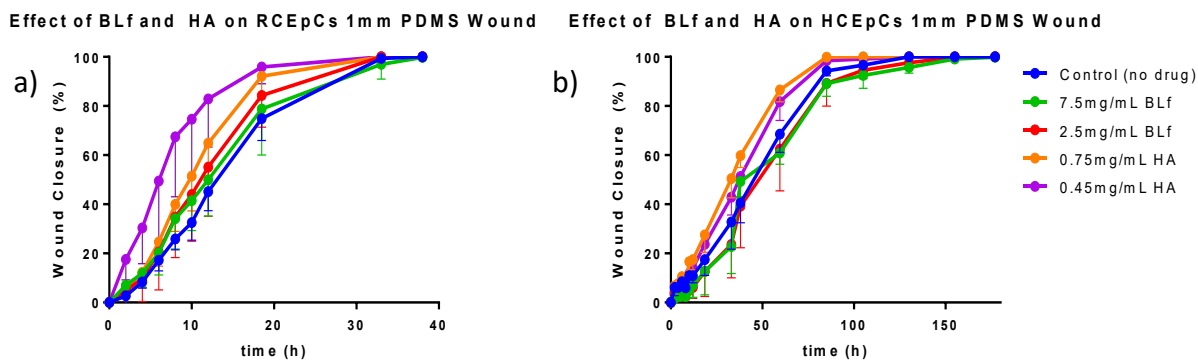 Effect of BLf and HA on RCEpCs 1mm PDMS Wound
Effect of BLf and HA on HCEpCs 1mm PDMS Wound
a)
Wound Closure (%)
100
80
60
40
20
0
0 10 20 30 40
time (h)
b)
Wound Closure (%)
100
80
60
40
20
0
0 50 100 150
time (h)
Control (no drug)
7.5mg/mL BLf
2.5mg/mL BLf
0.75mg/mL HA
0.45mg/mL HA